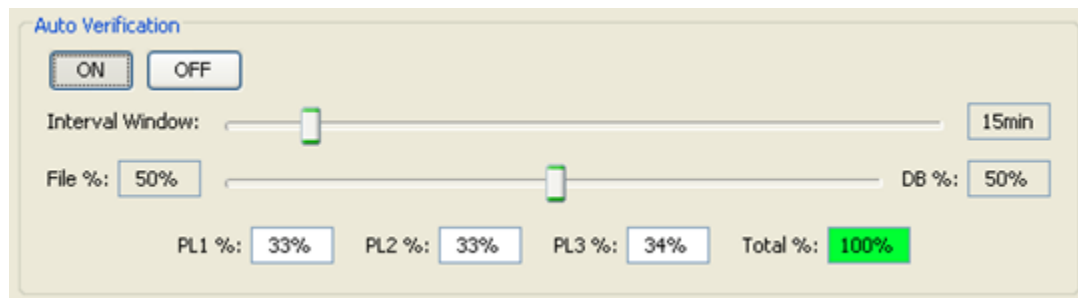 Auto Verification
ON OFF
Interval Window: 15min
File %: 50% DB %: 50%
PL1 %: 33% PL2 %: 33% PL3 %: 34% Total %: 100%